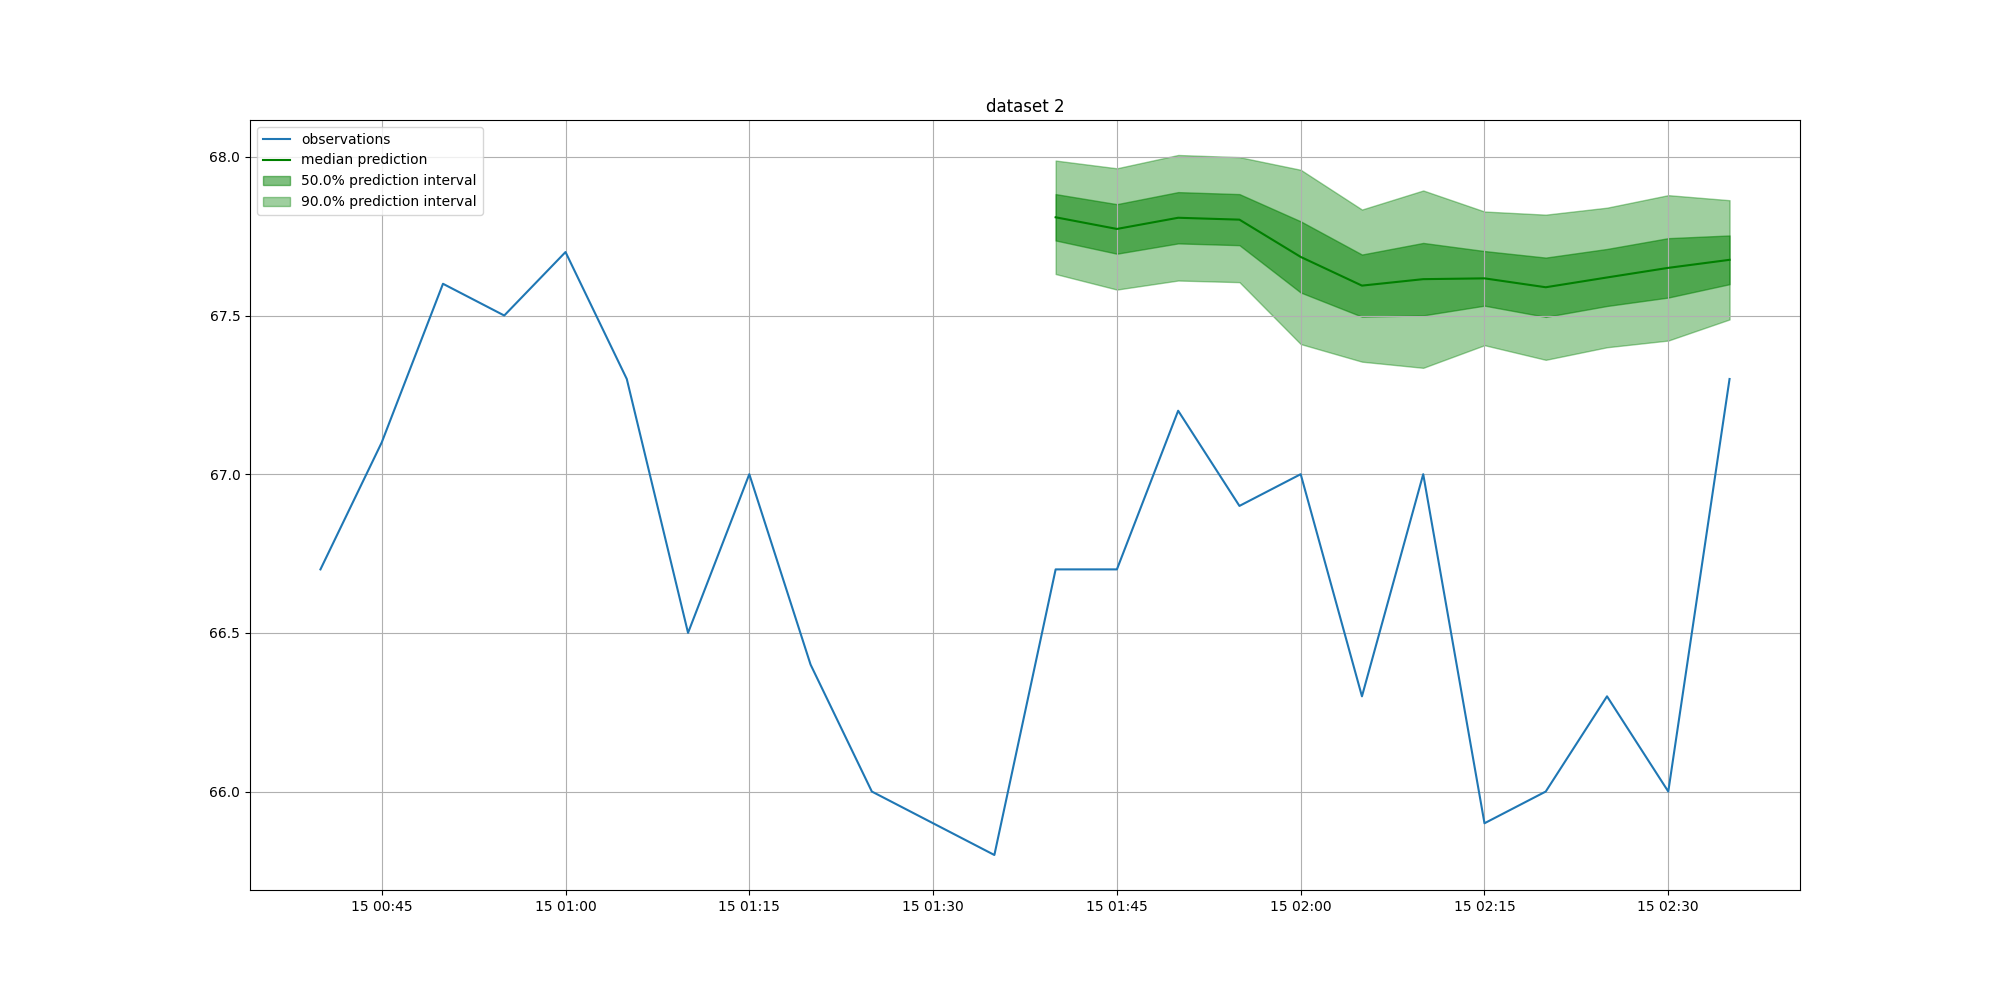 dataset 2
observations
median prediction
50.0% prediction interval
90.0% prediction interval
68.0
67.5
67.0
66.5
66.0
15 00:45 15 01:00 15 01:15 15 01:30 15 01:45 15 02:00 15 02:15 15 02:30